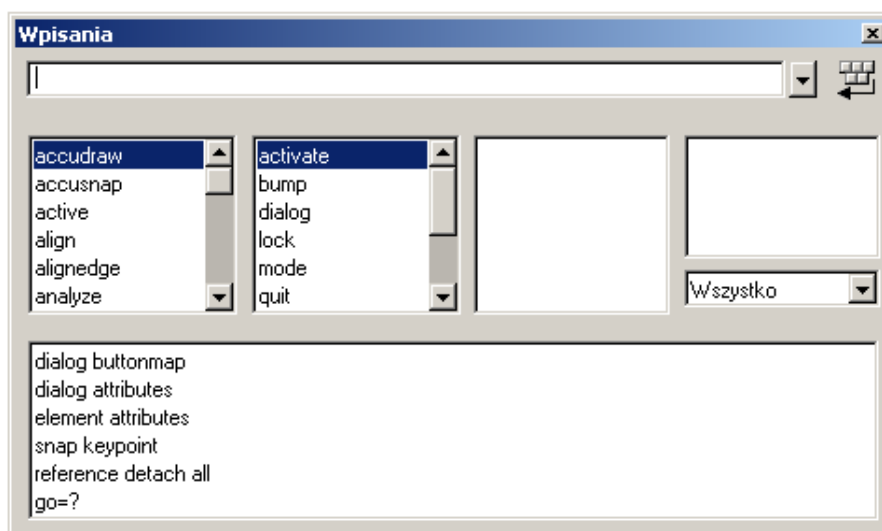 Wpisania
accudraw
accusnap
active
align
alignedge
analyze
activate
bump
dialog
lock
mode
quit
Wszystko
dialog buttonmap
dialog attributes
element attributes
snap keypoint
reference detach all
go=?